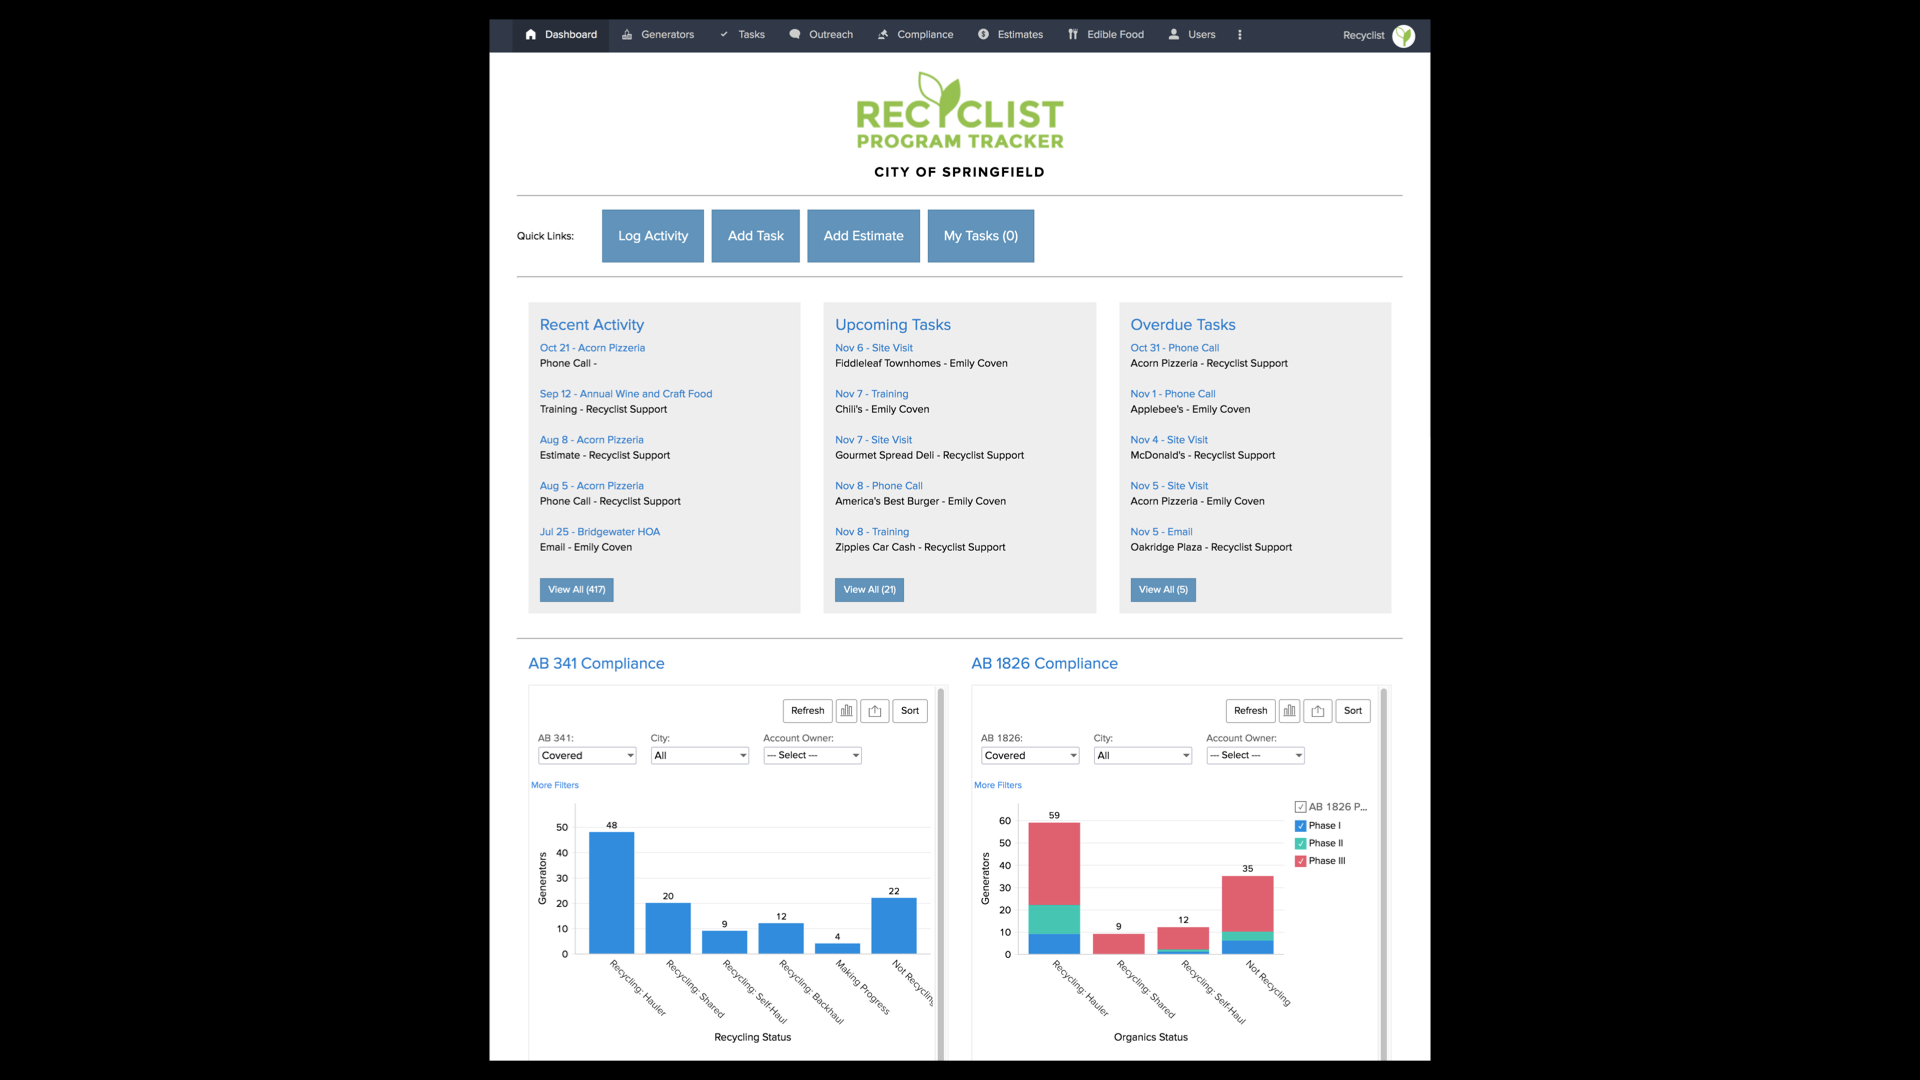 Dashboard Generators Tasks Outreach Compliance Estimates Edible Food Users Recyclist
RECYCLIST
PROGRAM TRACKER
CITY OF SPRINGFIELD
Quick Links: Log Activity Add Task Add Estimate My Tasks (0)
Recent Activity
Oct 21 - Acorn Pizzeria
Phone Call -
Sep 12 - Annual Wine and Craft Food
Training - Recyclist Support
Aug 8 - Acorn Pizzeria
Estimate - Recyclist Support
Aug 5 - Acorn Pizzeria
Phone Call - Recyclist Support
Jul 25 - Bridgewater HOA
Email - Emily Coven
View All (417)
Upcoming Tasks
Nov 6 - Site Visit
Fiddleleaf Townhomes - Emily Coven
Nov 7 - Training
Chili's - Emily Coven
Nov 7 - Site Visit
Gourmet Spread Deli - Recyclist Support
Nov 8 - Phone Call
America's Best Burger - Emily Coven
Nov 8 - Training
Zippies Car Cash - Recyclist Support
View All (21)
Overdue Tasks
Oct 31 - Phone Call
Acorn Pizzeria - Recyclist Support
Nov 1 - Phone Call
Applebee's - Emily Coven
Nov 4 - Site Visit
McDonald's - Recyclist Support
Nov 5 - Site Visit
Acorn Pizzeria - Emily Coven
Nov 5 - Email
Oakridge Plaza - Recyclist Support
View All (5)
AB 341 Compliance
Refresh Sort
AB 341: City: Account Owner:
Covered All --- Select ---
More Filters
Generators
50
40
30
20
10
0
48
20
9
12
4
22
Recycling: Hauler
Recycling: Shared
Recycling: Self-Haul
Recycling: Backhaul
Making Progress
Not Recycling
Recycling Status
AB 1826 Compliance
Refresh Sort
AB 1826: City: Account Owner:
Covered All --- Select ---
More Filters
AB 1826 P...
Phase I
Phase II
Phase III
Generators
60
50
40
30
20
10
0
59
9
12
35
Recycling: Hauler
Recycling: Shared
Recycling: Self-Haul
Not Recycling
Organics Status